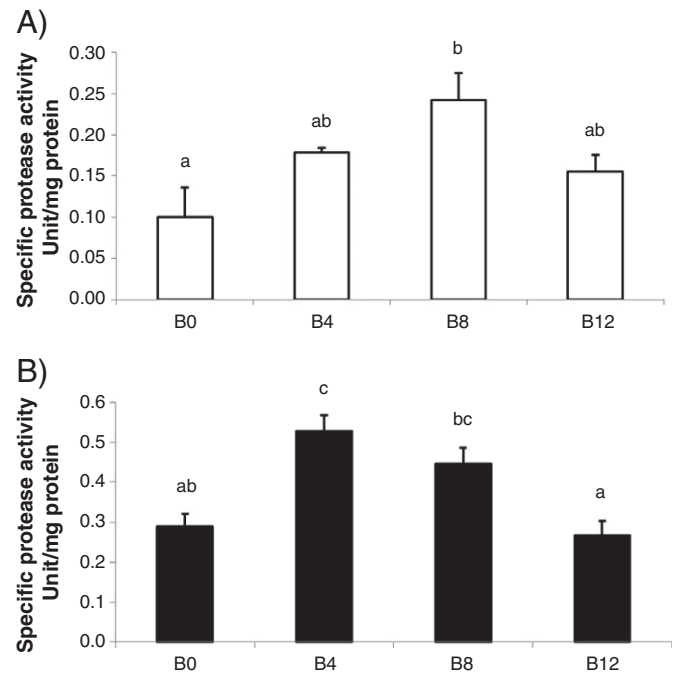 A)
Specific protease activity
Unit/mg protein
0.30
0.25
0.20
0.15
0.10
0.05
0.00
a
ab
b
ab
B0
B4
B8
B12
B)
Specific protease activity
Unit/mg protein
0.6
0.5
0.4
0.3
0.2
0.1
0.0
ab
c
bc
a
B0
B4
B8
B12